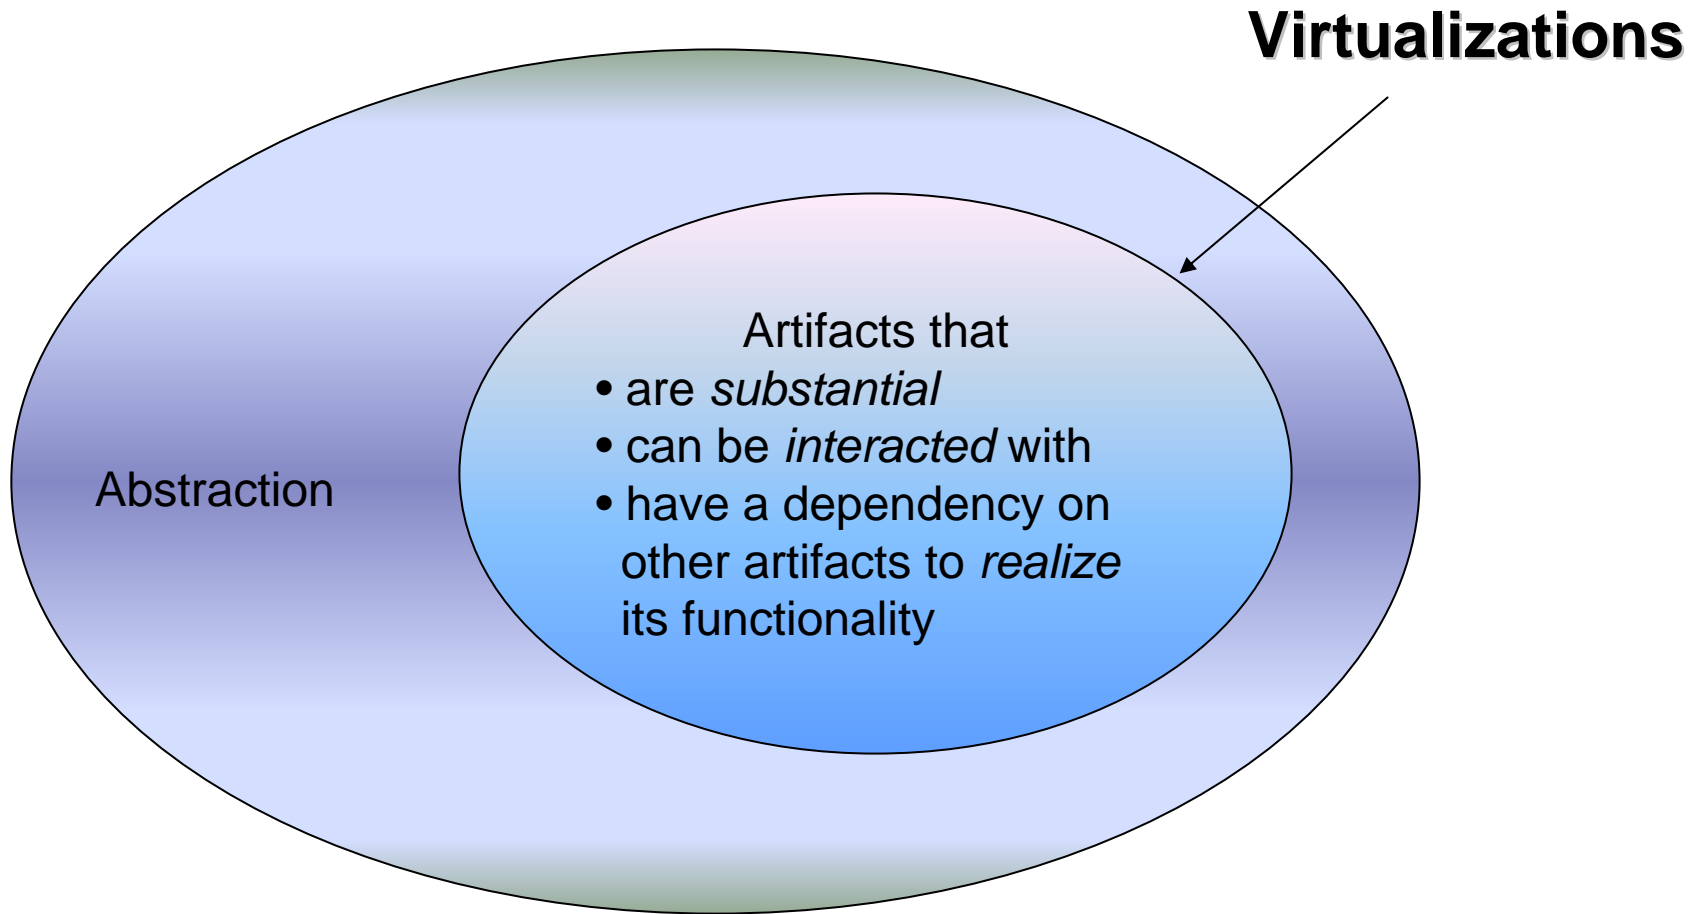 Virtualizations
Artifacts that
• are substantial
• can be interacted with
• have a dependency on
other artifacts to realize
its functionality
Abstraction